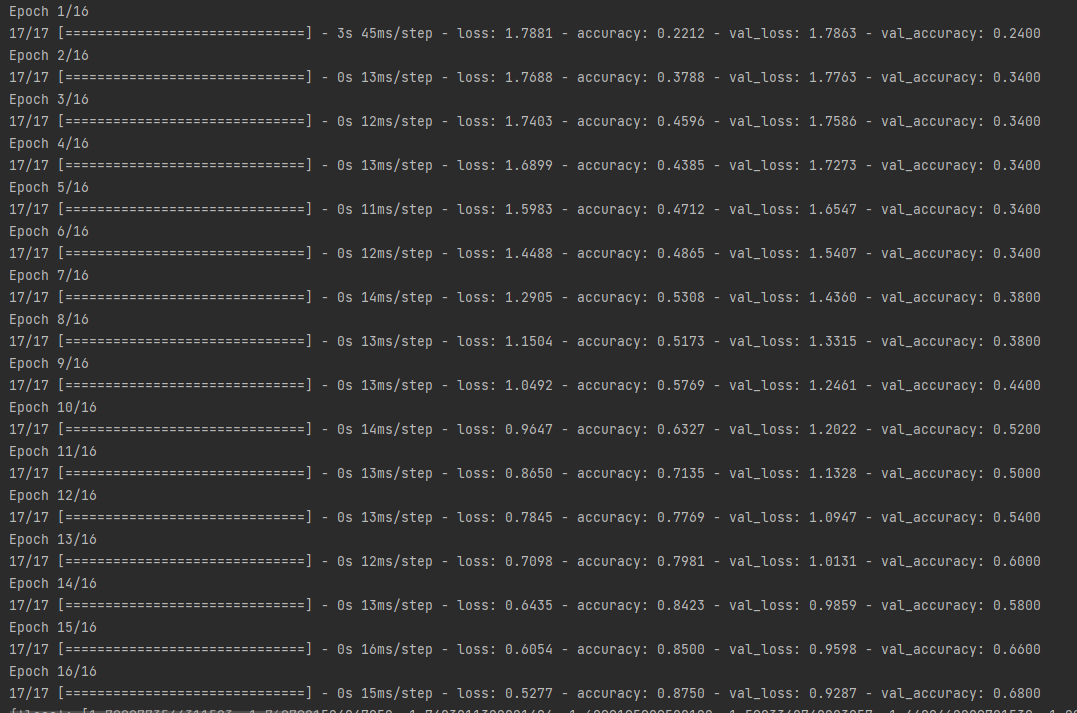 Epoch 1/16
17/17 [==============================] - 3s 45ms/step - loss: 1.7881 - accuracy: 0.2212 - val_loss: 1.7863 - val_accuracy: 0.2400
Epoch 2/16
17/17 [==============================] - 0s 13ms/step - loss: 1.7688 - accuracy: 0.3788 - val_loss: 1.7763 - val_accuracy: 0.3400
Epoch 3/16
17/17 [==============================] - 0s 12ms/step - loss: 1.7403 - accuracy: 0.4596 - val_loss: 1.7586 - val_accuracy: 0.3400
Epoch 4/16
17/17 [==============================] - 0s 13ms/step - loss: 1.6899 - accuracy: 0.4385 - val_loss: 1.7273 - val_accuracy: 0.3400
Epoch 5/16
17/17 [==============================] - 0s 11ms/step - loss: 1.5983 - accuracy: 0.4712 - val_loss: 1.6547 - val_accuracy: 0.3400
Epoch 6/16
17/17 [==============================] - 0s 12ms/step - loss: 1.4488 - accuracy: 0.4865 - val_loss: 1.5407 - val_accuracy: 0.3400
Epoch 7/16
17/17 [==============================] - 0s 14ms/step - loss: 1.2905 - accuracy: 0.5308 - val_loss: 1.4360 - val_accuracy: 0.3800
Epoch 8/16
17/17 [==============================] - 0s 13ms/step - loss: 1.1504 - accuracy: 0.5173 - val_loss: 1.3315 - val_accuracy: 0.3800
Epoch 9/16
17/17 [==============================] - 0s 13ms/step - loss: 1.0492 - accuracy: 0.5769 - val_loss: 1.2461 - val_accuracy: 0.4400
Epoch 10/16
17/17 [==============================] - 0s 14ms/step - loss: 0.9647 - accuracy: 0.6327 - val_loss: 1.2022 - val_accuracy: 0.5200
Epoch 11/16
17/17 [==============================] - 0s 13ms/step - loss: 0.8650 - accuracy: 0.7135 - val_loss: 1.1328 - val_accuracy: 0.5000
Epoch 12/16
17/17 [==============================] - 0s 13ms/step - loss: 0.7845 - accuracy: 0.7769 - val_loss: 1.0947 - val_accuracy: 0.5400
Epoch 13/16
17/17 [==============================] - 0s 12ms/step - loss: 0.7098 - accuracy: 0.7981 - val_loss: 1.0131 - val_accuracy: 0.6000
Epoch 14/16
17/17 [==============================] - 0s 13ms/step - loss: 0.6435 - accuracy: 0.8423 - val_loss: 0.9859 - val_accuracy: 0.5800
Epoch 15/16
17/17 [==============================] - 0s 16ms/step - loss: 0.6054 - accuracy: 0.8500 - val_loss: 0.9598 - val_accuracy: 0.6600
Epoch 16/16
17/17 [==============================] - 0s 15ms/step - loss: 0.5277 - accuracy: 0.8750 - val_loss: 0.9287 - val_accuracy: 0.6800